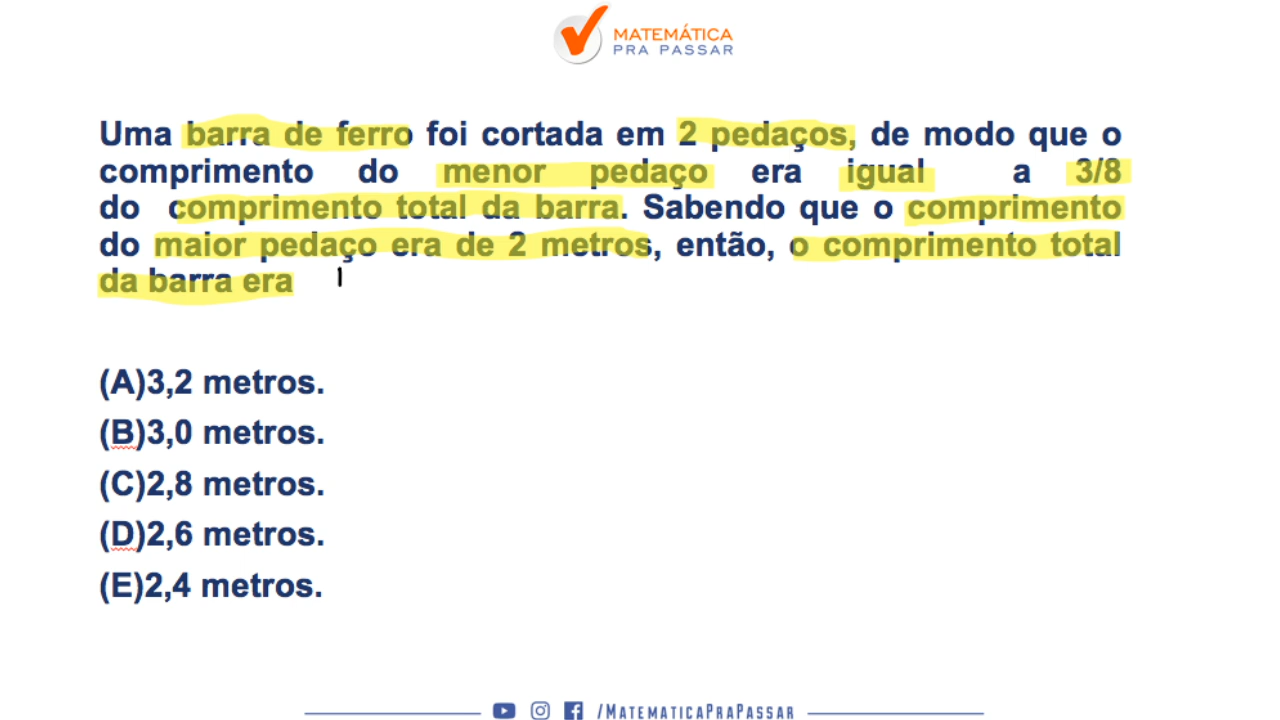 MATEMÁTICA
PRA PASSAR
Uma barra de ferro foi cortada em 2 pedaços, de modo que o
comprimento do menor pedaço era igual a 3/8
do comprimento total da barra. Sabendo que o comprimento
do maior pedaço era de 2 metros, então, o comprimento total
da barra era
(A)3,2 metros.
(B)3,0 metros.
(C)2,8 metros.
(D)2,6 metros.
(E)2,4 metros.
/MATEMATICAPRAPASSAR